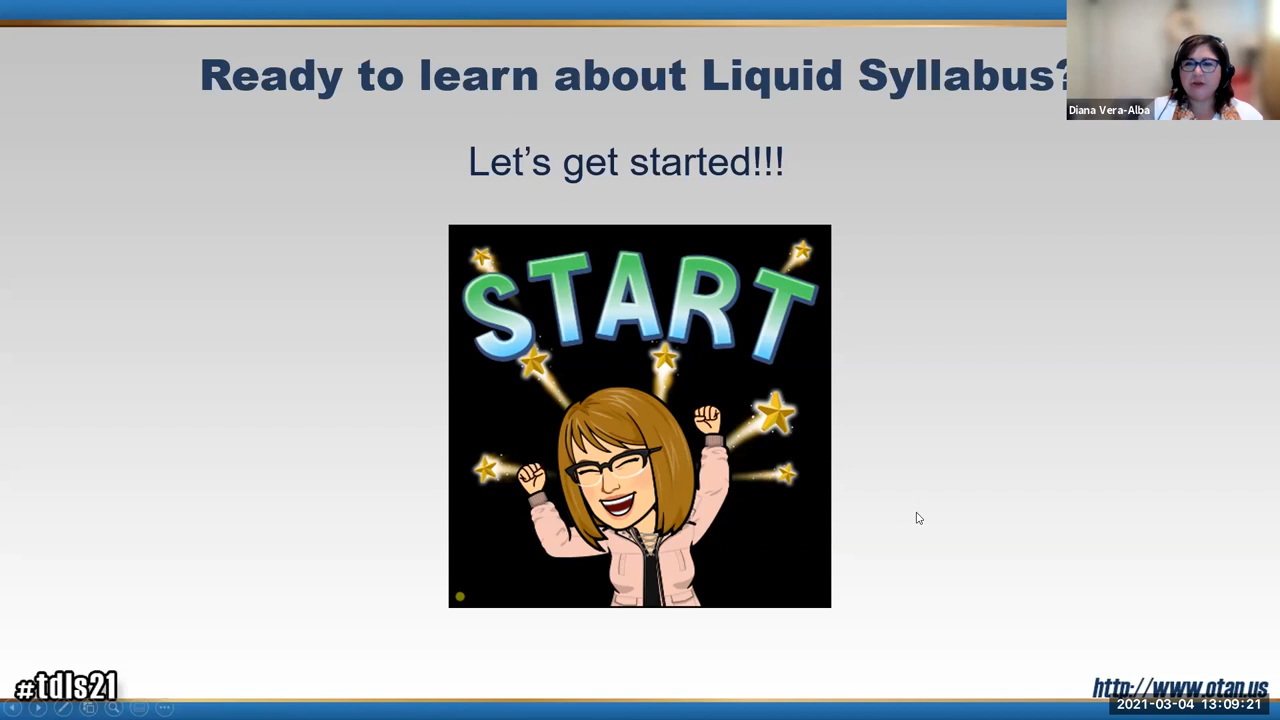 Ready to learn about Liquid Syllabus?
Diana Vera-Alba
Let's get started!!!
START
#tdls21
http://www.otan.us
2021-03-04 13:09:21